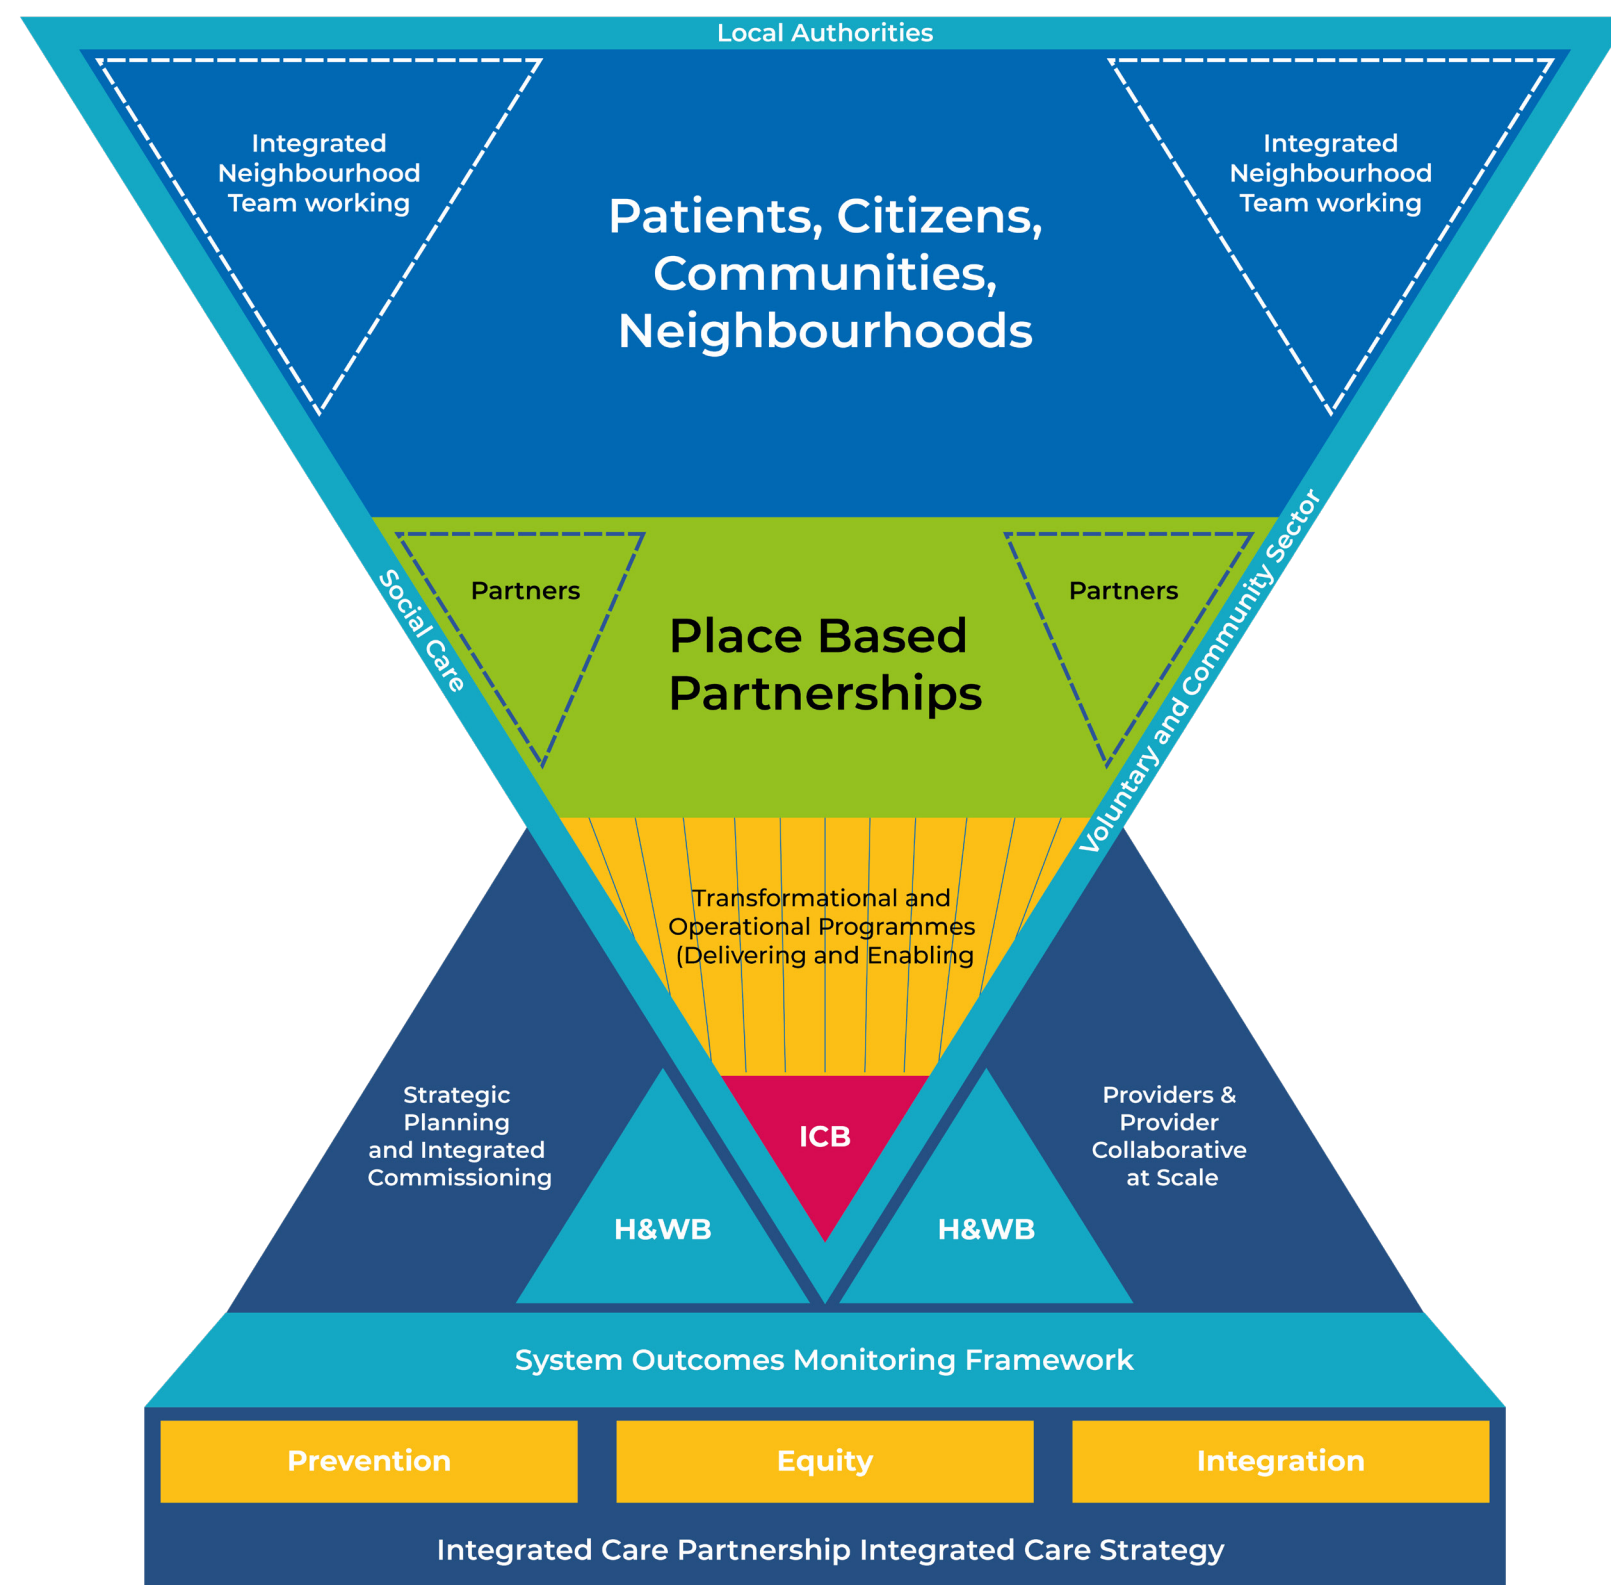 Local Authorities
Integrated
Neighbourhood
Team working
Integrated
Neighbourhood
Team working
Patients, Citizens,
Communities,
Neighbourhoods
Social Care
Voluntary and Community Sector
Partners
Partners
Place Based
Partnerships
Transformational and
Operational Programmes
(Delivering and Enabling
Strategic
Planning
and Integrated
Commissioning
ICB
Providers &
Provider
Collaborative
at Scale
H&WB
H&WB
System Outcomes Monitoring Framework
Prevention
Equity
Integration
Integrated Care Partnership Integrated Care Strategy